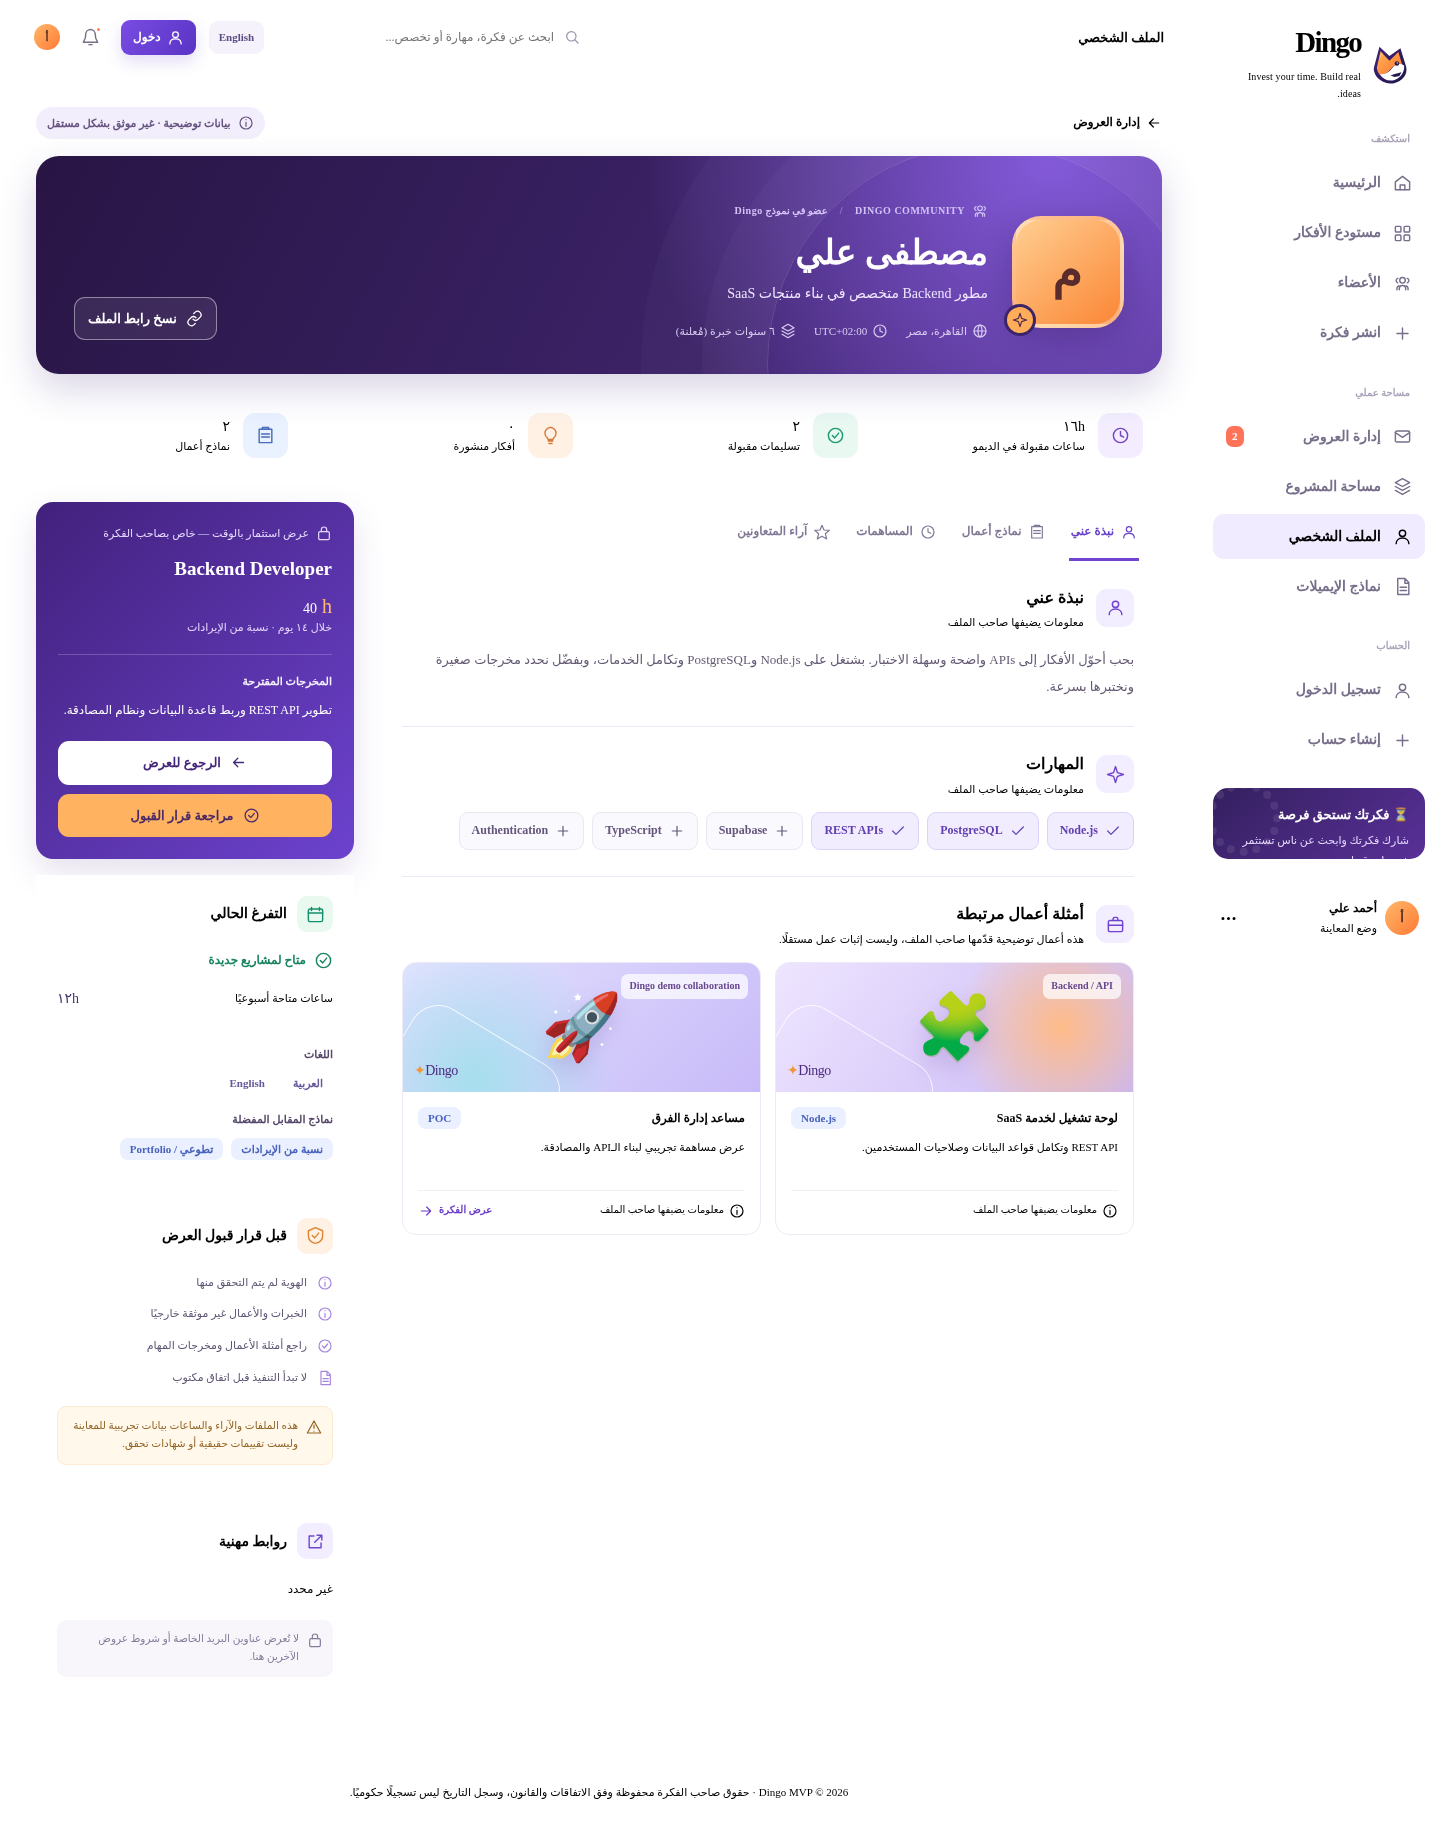 Dingo
Invest your time. Build real
ideas.
استكشف
الرئيسية
مستودع الأفكار
الأعضاء
انشر فكرة
مساحة عملي
إدارة العروض
2
مساحة المشروع
الملف الشخصي
نماذج الإيميلات
الحساب
تسجيل الدخول
إنشاء حساب
⏳ فكرتك تستحق فرصة
شارك فكرتك وابحث عن ناس تستثمر
أ
أحمد علي
وضع المعاينة
...
الملف الشخصي
ابحث عن فكرة، مهارة أو تخصص...
English
دخول
أ
إدارة العروض
بيانات توضيحية · غير موثق بشكل مستقل
م
DINGO COMMUNITY / عضو في نموذج Dingo
مصطفى علي
مطور Backend متخصص في بناء منتجات SaaS
القاهرة، مصر
UTC+02:00
٦ سنوات خبرة (مُعلنة)
نسخ رابط الملف
١٦h
ساعات مقبولة في الديمو
٢
تسليمات مقبولة
٠
أفكار منشورة
٢
نماذج أعمال
نبذة عني
نماذج أعمال
المساهمات
آراء المتعاونين
نبذة عني
معلومات يضيفها صاحب الملف
بحب أحوّل الأفكار إلى APIs واضحة وسهلة الاختبار. بشتغل على Node.js وPostgreSQL وتكامل الخدمات، وبفضّل نحدد مخرجات صغيرة
ونختبرها بسرعة.
المهارات
معلومات يضيفها صاحب الملف
Node.js
PostgreSQL
REST APIs
Supabase
TypeScript
Authentication
أمثلة أعمال مرتبطة
هذه أعمال توضيحية قدّمها صاحب الملف، وليست إثبات عمل مستقلًا.
Backend / API
✦Dingo
لوحة تشغيل لخدمة SaaS
Node.js
REST API وتكامل قواعد البيانات وصلاحيات المستخدمين.
معلومات يضيفها صاحب الملف
Dingo demo collaboration
✦Dingo
مساعد إدارة الفرق
POC
عرض مساهمة تجريبي لبناء الـAPI والمصادقة.
معلومات يضيفها صاحب الملف
عرض الفكرة
عرض استثمار بالوقت — خاص بصاحب الفكرة
Backend Developer
40 h
خلال ١٤ يوم · نسبة من الإيرادات
المخرجات المقترحة
تطوير REST API وربط قاعدة البيانات ونظام المصادقة.
الرجوع للعرض
مراجعة قرار القبول
التفرغ الحالي
متاح لمشاريع جديدة
ساعات متاحة أسبوعيًا
١٢h
اللغات
العربية
English
نماذج المقابل المفضلة
نسبة من الإيرادات
تطوعي / Portfolio
قبل قرار قبول العرض
الهوية لم يتم التحقق منها
الخبرات والأعمال غير موثقة خارجيًا
راجع أمثلة الأعمال ومخرجات المهام
لا تبدأ التنفيذ قبل اتفاق مكتوب
هذه الملفات والآراء والساعات بيانات تجريبية للمعاينة
وليست تقييمات حقيقية أو شهادات تحقق.
روابط مهنية
غير محدد
لا تُعرض عناوين البريد الخاصة أو شروط عروض
الآخرين هنا.
Dingo MVP © 2026 · حقوق صاحب الفكرة محفوظة وفق الاتفاقات والقانون، وسجل التاريخ ليس تسجيلًا حكوميًا.